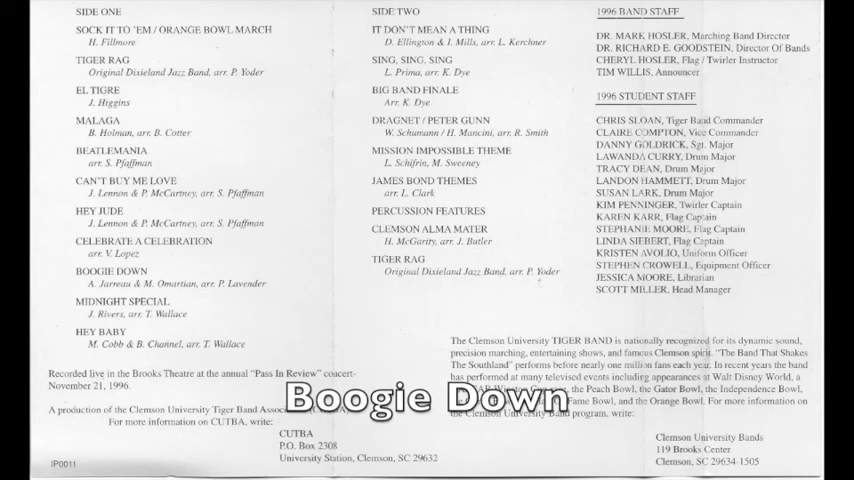 SIDE ONE
SOCK IT TO 'EM / ORANGE BOWL MARCH
H. Fillmore
TIGER RAG
Original Dixieland Jazz Band, arr. P. Yoder
EL TIGRE
J. Higgins
MALAGA
B. Holman, arr. B. Cotter
BEATLEMANIA
arr. S. Pfaffman
CAN'T BUY ME LOVE
J. Lennon & P. McCartney, arr. S. Pfaffman
HEY JUDE
J. Lennon & P. McCartney, arr. S. Pfaffman
CELEBRATE A CELEBRATION
arr. V. Lopez
BOOGIE DOWN
A. Jarreau & M. Omartian, arr. P. Lavender
MIDNIGHT SPECIAL
J. Rivers, arr. T. Wallace
HEY BABY
M. Cobb & B. Channel, arr. T. Wallace
Recorded live in the Brooks Theatre at the annual "Pass In Review" concert-
November 21, 1996.
A production of the Clemson University Tiger Band
For more information on CUTBA, write:
CUTBA
P.O. Box 2308
University Station, Clemson, SC 29632
IP0011
SIDE TWO
IT DON'T MEAN A THING
D. Ellington & I. Mills, arr. L. Kerchner
SING, SING, SING
L. Prima, arr. K. Dye
BIG BAND FINALE
Arr. K. Dye
DRAGNET / PETER GUNN
W. Schumann / H. Mancini, arr. R. Smith
MISSION IMPOSSIBLE THEME
L. Schifrin, M. Sweeney
JAMES BOND THEMES
arr. L. Clark
PERCUSSION FEATURES
CLEMSON ALMA MATER
H. McGarity, arr. J. Butler
TIGER RAG
Original Dixieland Jazz Band, arr. P. Yoder
1996 BAND STAFF
DR. MARK HOSLER, Marching Band Director
DR. RICHARD E. GOODSTEIN, Director Of Bands
CHERYL HOSLER, Flag / Twirler Instructor
TIM WILLIS, Announcer
1996 STUDENT STAFF
CHRIS SLOAN, Tiger Band Commander
CLAIRE COMPTON, Vice Commander
DANNY GOLDRICK, Sgt. Major
LAWANDA CURRY, Drum Major
TRACY DEAN, Drum Major
LANDON HAMMETT, Drum Major
SUSAN LARK, Drum Major
KIM PENNINGER, Twirler Captain
KAREN KARR, Flag Captain
STEPHANIE MOORE, Flag Captain
LINDA SIEBERT, Flag Captain
KRISTEN AVOLIO, Uniform Officer
STEPHEN CROWELL, Equipment Officer
JESSICA MOORE, Librarian
SCOTT MILLER, Head Manager
The Clemson University TIGER BAND is nationally recognized for its dynamic sound,
precision marching, entertaining shows, and famous Clemson spirit. "The Band That Shakes
The Southland" performs before nearly one million fans each year. In recent years the band
has performed at many televised events including appearances at Walt Disney World, a
the Peach Bowl, the Gator Bowl, the Independence Bowl,
Fame Bowl, and the Orange Bowl. For more information on
the Clemson University Band program, write:
Clemson University Bands
119 Brooks Center
Clemson, SC 29634-1505
Boogie Down